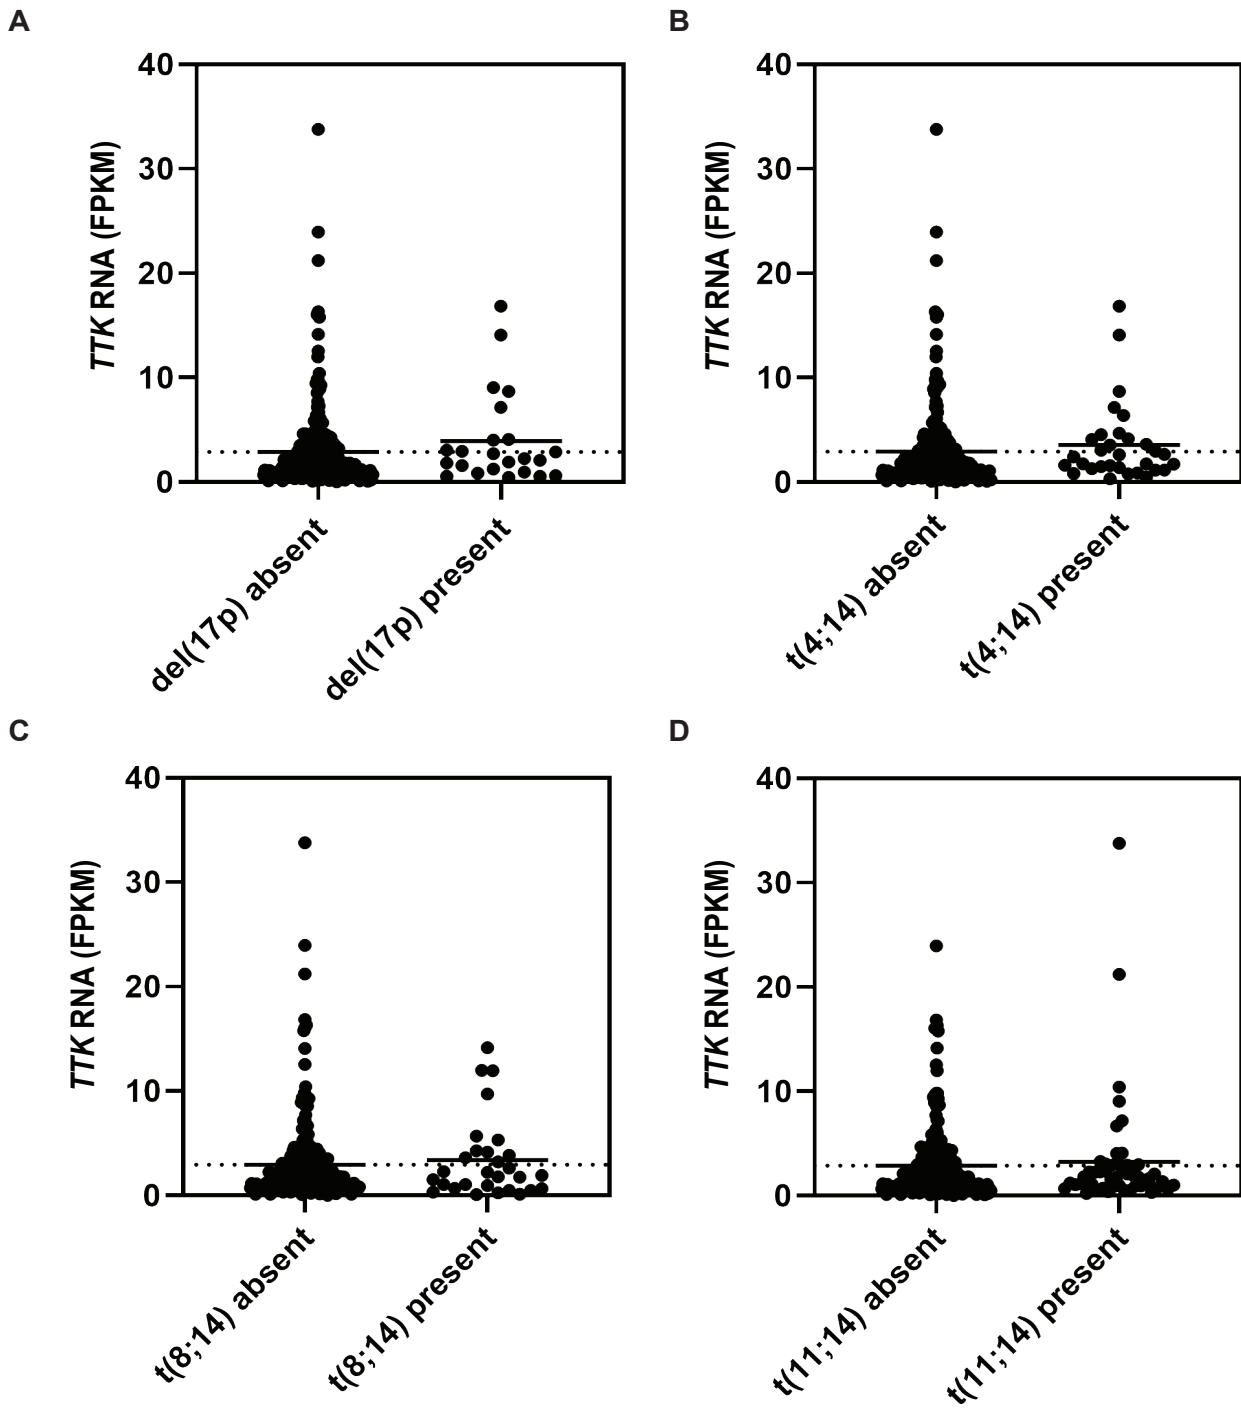 A
40
30
20
10
0
TTK RNA (FPKM)
del(17p) absent
del(17p) present
B
40
30
20
10
0
TTK RNA (FPKM)
t(4;14) absent
t(4;14) present
C
40
30
20
10
0
TTK RNA (FPKM)
t(8;14) absent
t(8;14) present
D
40
30
20
10
0
TTK RNA (FPKM)
t(11;14) absent
t(11;14) present